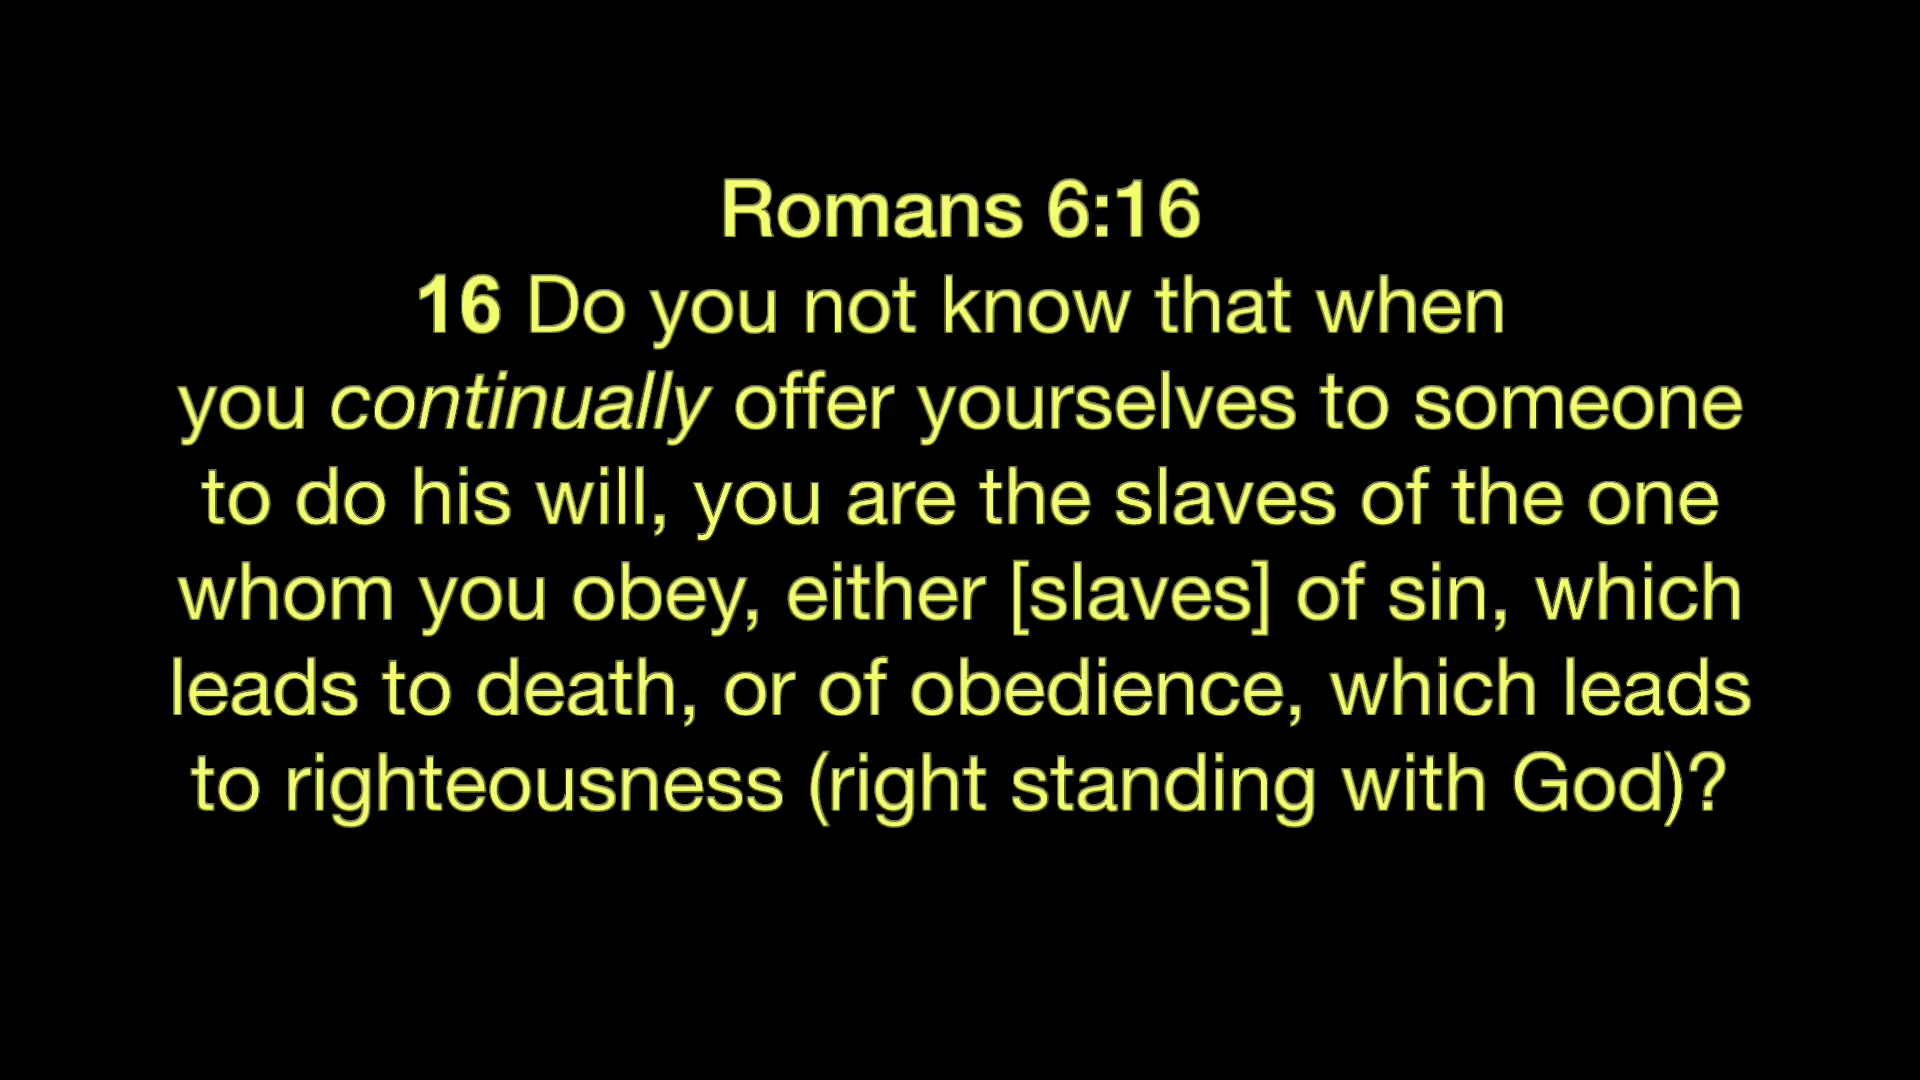 Romans 6:16
16 Do you not know that when
you continually offer yourselves to someone
to do his will, you are the slaves of the one
whom you obey, either [slaves] of sin, which
leads to death, or of obedience, which leads
to righteousness (right standing with God)?